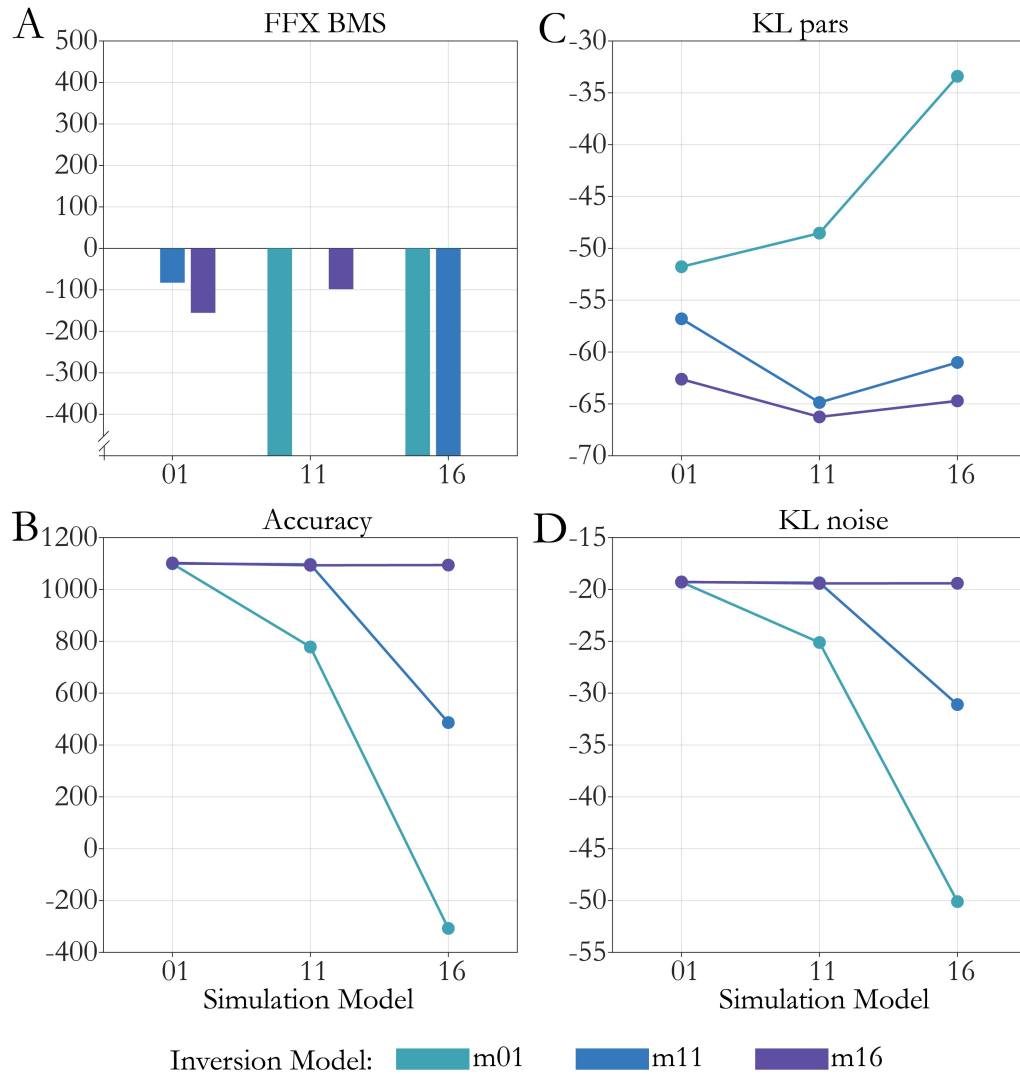 A
FFX BMS
500
400
300
200
100
0
-100
-200
-300
-400
01 11 16
C
KL pars
-30
-35
-40
-45
-50
-55
-60
-65
-70
01 11 16
B
Accuracy
1200
1000
800
600
400
200
0
-200
-400
01 11 16
Simulation Model
D
KL noise
-15
-20
-25
-30
-35
-40
-45
-50
-55
01 11 16
Simulation Model
Inversion Model: m01 m11 m16